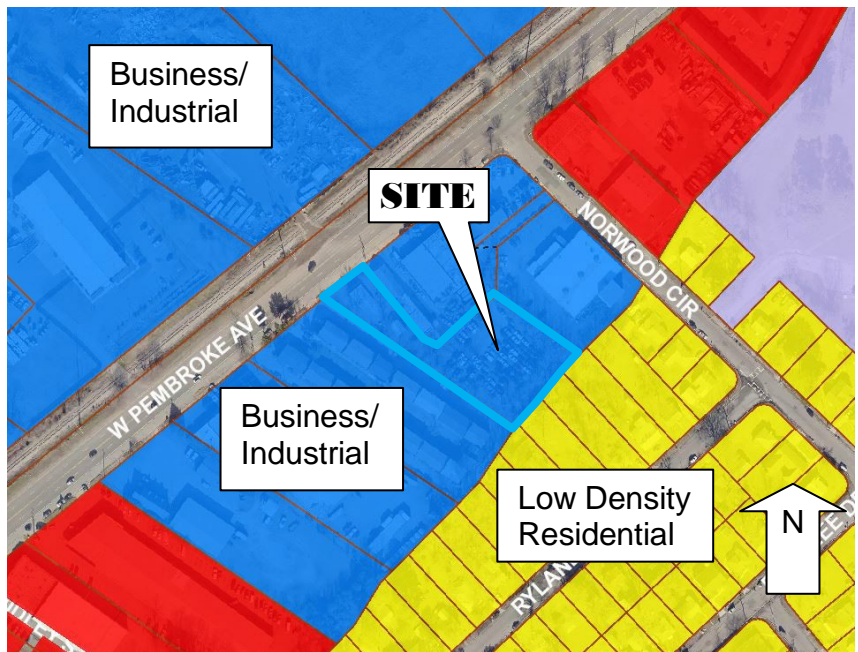 Business/
Industrial
SITE
NORWOOD CIR
W PEMBROKE AVE
Business/
Industrial
Low Density
Residential
N